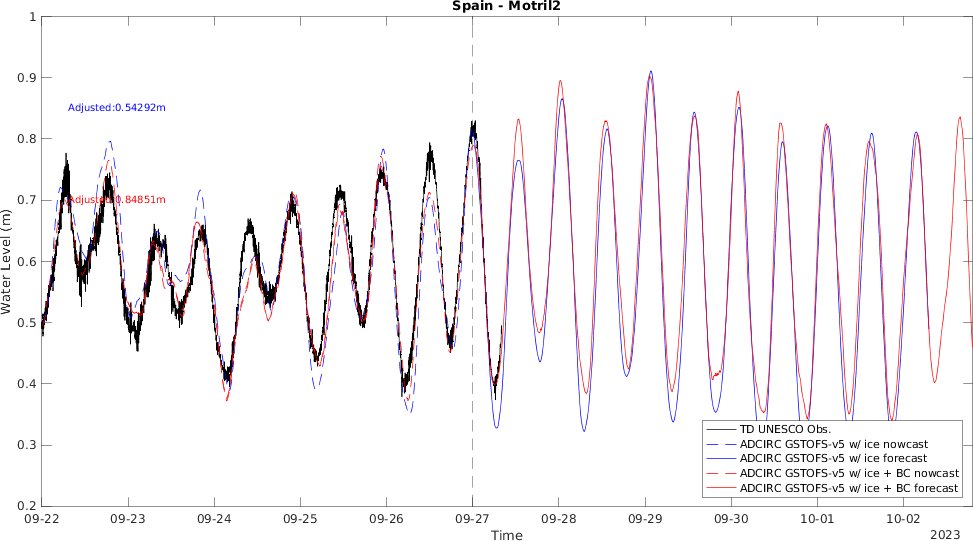 Spain - Motril2
1
0.9
0.8
0.7
0.6
0.5
0.4
0.3
0.2
Water Level (m)
Adjusted:0.54292m
Adjusted:0.84851m
TD UNESCO Obs.
ADCIRC GSTOFS-v5 w/ ice nowcast
ADCIRC GSTOFS-v5 w/ ice forecast
ADCIRC GSTOFS-v5 w/ ice + BC nowcast
ADCIRC GSTOFS-v5 w/ ice + BC forecast
09-22 09-23 09-24 09-25 09-26 09-27 09-28 09-29 09-30 10-01 10-02
Time
2023